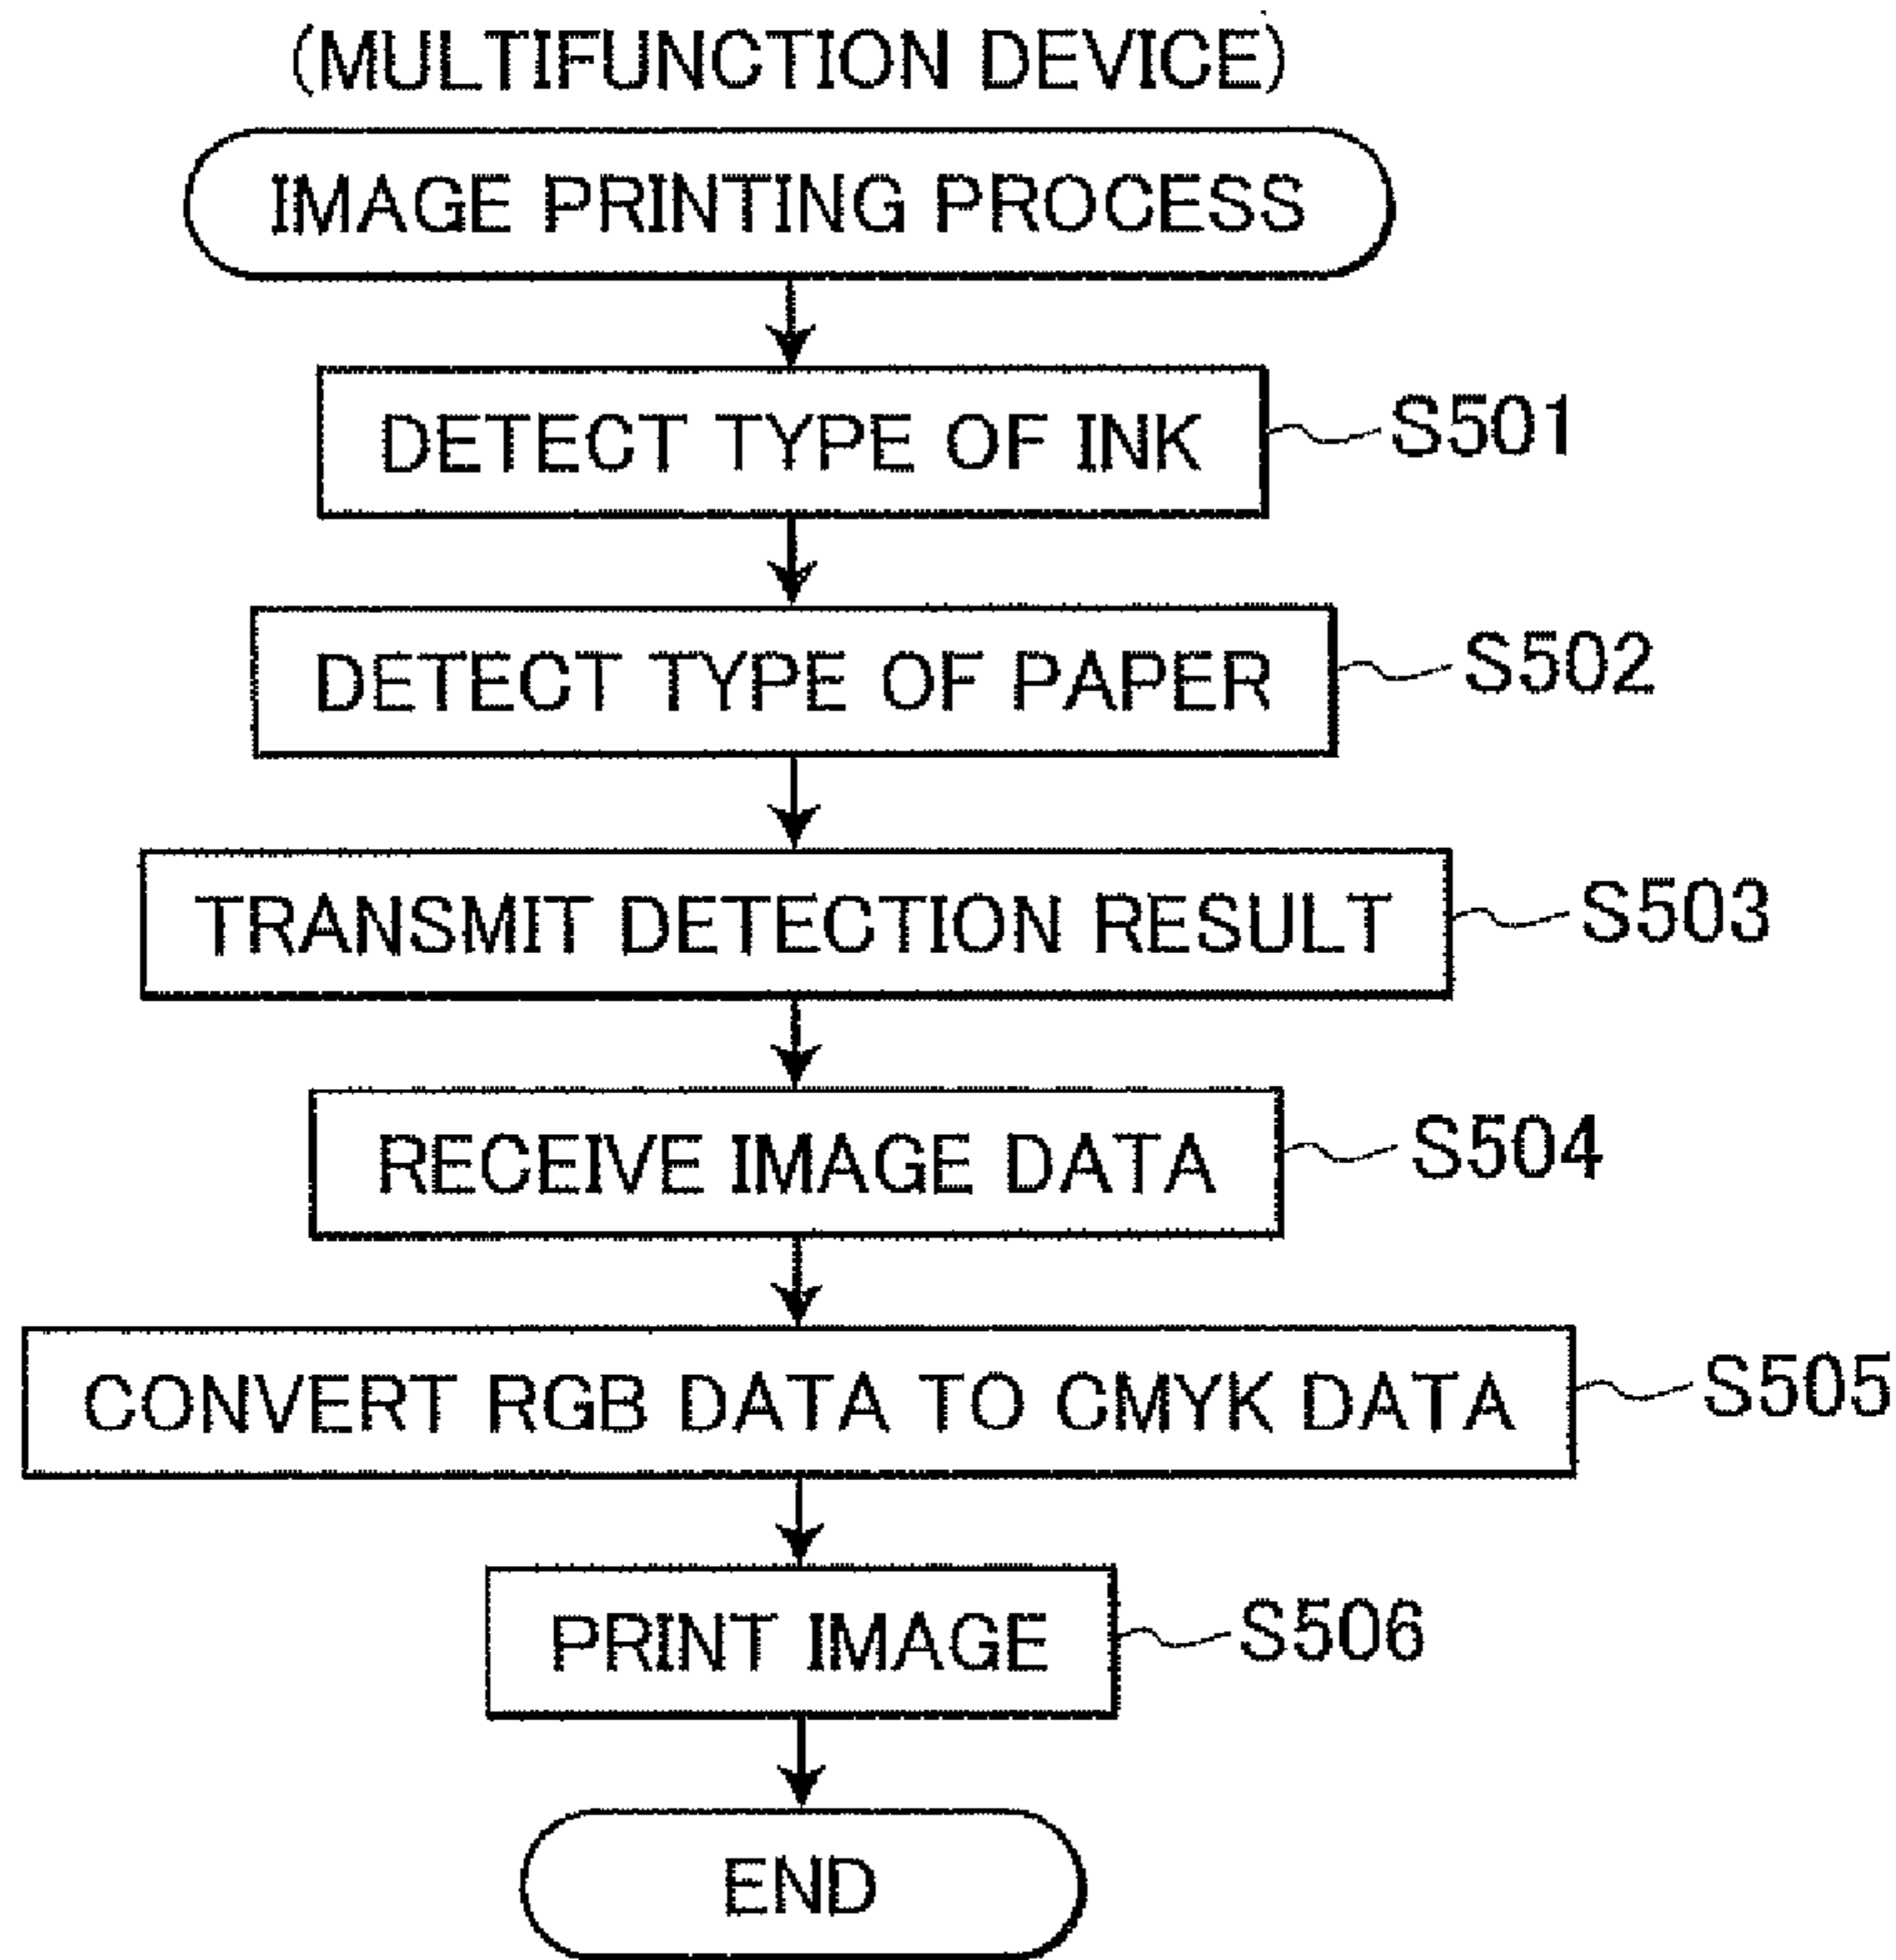 (MULTIFUNCTION DEVICE)
IMAGE PRINTING PROCESS
DETECT TYPE OF INK S501
DETECT TYPE OF PAPER S502
TRANSMIT DETECTION RESULT S503
RECEIVE IMAGE DATA S504
CONVERT RGB DATA TO CMYK DATA S505
PRINT IMAGE S506
END